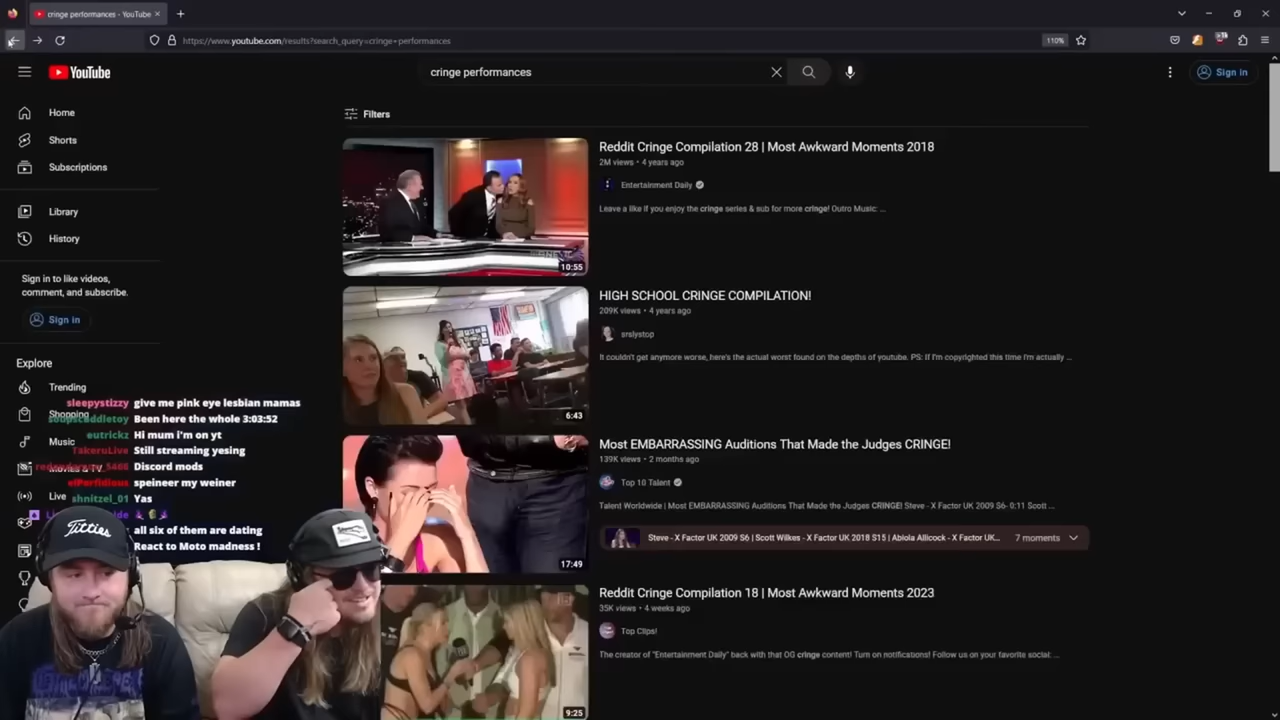 cringe performances - YouTube
https://www.youtube.com/results?search_query=cringe+performances
110%
YouTube
cringe performances
Sign in
Home
Shorts
Subscriptions
Library
History
Sign in to like videos,
comment, and subscribe.
Sign in
Explore
Trending
Shopping
Music
Live
Filters
Reddit Cringe Compilation 28 | Most Awkward Moments 2018
2M views • 4 years ago
Entertainment Daily
Leave a like if you enjoy the cringe series & sub for more cringe! Outro Music: ...
10:55
HIGH SCHOOL CRINGE COMPILATION!
209K views • 4 years ago
srslystop
It couldn't get anymore worse, here's the actual worst found on the depths of youtube. PS: If I'm copyrighted this time I'm actually ...
6:43
Most EMBARRASSING Auditions That Made the Judges CRINGE!
139K views • 2 months ago
Top 10 Talent
Talent Worldwide | Most EMBARRASSING Auditions That Made the Judges CRINGE! Steve - X Factor UK 2009 S6- 0:11 Scott ...
Steve - X Factor UK 2009 S6 | Scott Wilkes - X Factor UK 2018 S15 | Abiola Allicock - X Factor UK...
7 moments
17:49
Reddit Cringe Compilation 18 | Most Awkward Moments 2023
35K views • 4 weeks ago
Top Clips!
The creator of "Entertainment Daily" back with that OG cringe content! Turn on notifications! Follow us on your favorite social: ...
9:25
sleepystizzy give me pink eye lesbian mamas
Been here the whole 3:03:52
eutrickz Hi mum i'm on yt
TakeruLive Still streaming yesing
Discord mods
elPerfidious speineer my weiner
shnitzel_01 Yas
all six of them are dating
React to Moto madness !
Titties